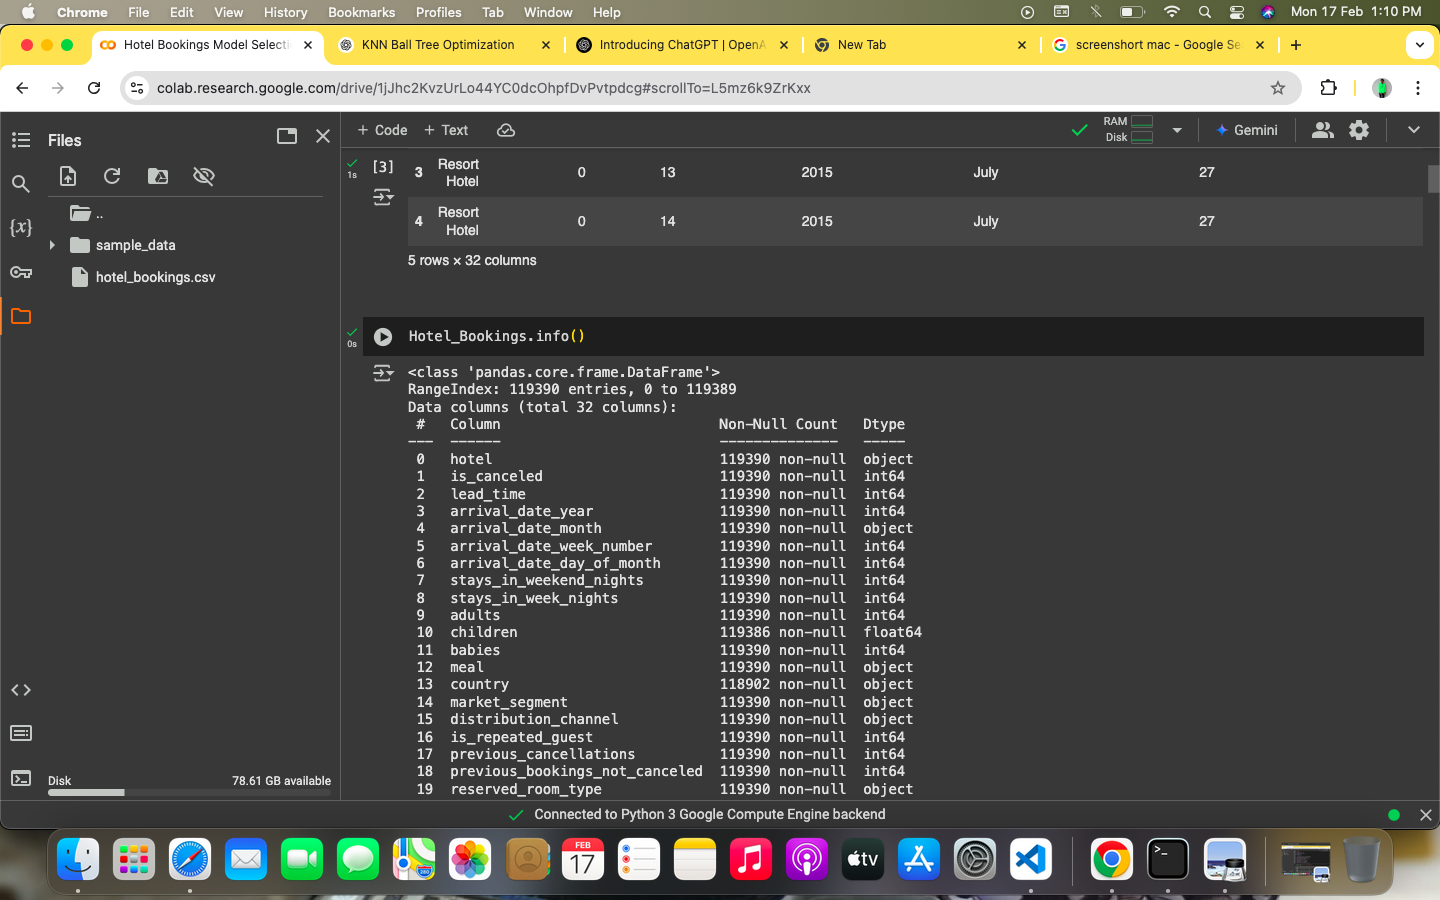 Chrome File Edit View History Bookmarks Profiles Tab Window Help Mon 17 Feb 1:10 PM
Hotel Bookings Model Selecti KNN Ball Tree Optimization Introducing ChatGPT | OpenA New Tab screenshort mac - Google Se
colab.research.google.com/drive/1jJhc2KvzUrLo44YC0dcOhpfDvPvtpdcg#scrollTo=L5mz6k9ZrKxx
Files
+ Code + Text
RAM
Disk
Gemini
..
sample_data
hotel_bookings.csv
Disk 78.61 GB available
1s
[3]
3 Resort Hotel 0 13 2015 July 27
4 Resort Hotel 0 14 2015 July 27
5 rows × 32 columns
0s
Hotel_Bookings.info()
<class 'pandas.core.frame.DataFrame'>
RangeIndex: 119390 entries, 0 to 119389
Data columns (total 32 columns):
# Column Non-Null Count Dtype
--- ------ -------------- -----
0 hotel 119390 non-null object
1 is_canceled 119390 non-null int64
2 lead_time 119390 non-null int64
3 arrival_date_year 119390 non-null int64
4 arrival_date_month 119390 non-null object
5 arrival_date_week_number 119390 non-null int64
6 arrival_date_day_of_month 119390 non-null int64
7 stays_in_weekend_nights 119390 non-null int64
8 stays_in_week_nights 119390 non-null int64
9 adults 119390 non-null int64
10 children 119386 non-null float64
11 babies 119390 non-null int64
12 meal 119390 non-null object
13 country 118902 non-null object
14 market_segment 119390 non-null object
15 distribution_channel 119390 non-null object
16 is_repeated_guest 119390 non-null int64
17 previous_cancellations 119390 non-null int64
18 previous_bookings_not_canceled 119390 non-null int64
19 reserved_room_type 119390 non-null object
Connected to Python 3 Google Compute Engine backend
FEB
17
tv
280